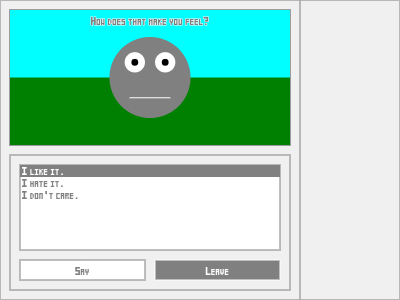 How does that make you feel?
I like it.
I hate it.
I don't care.
Say
Leave